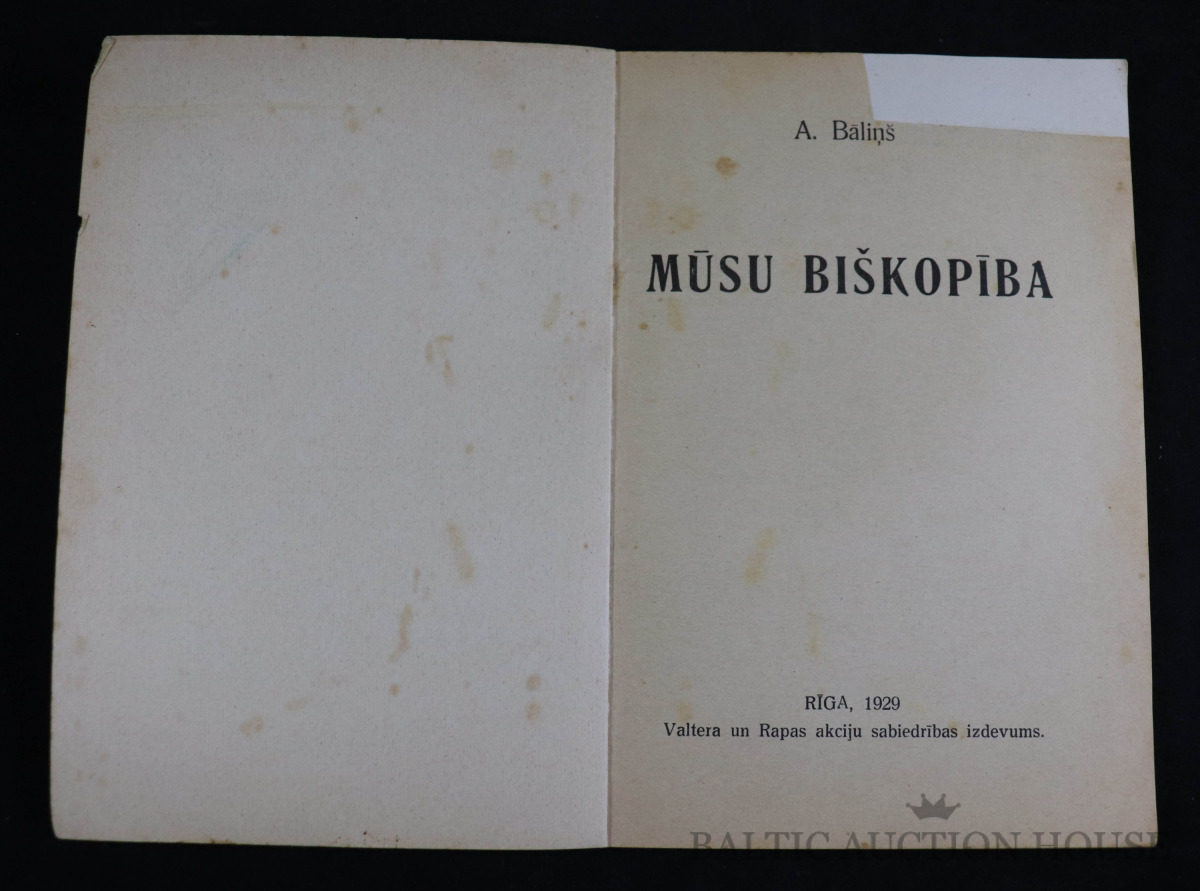 A. Bāliņš
MŪSU BIŠKOPĪBA
RĪGA, 1929
Valtera un Rapas akciju sabiedrības izdevums.
BALTIC AUCTION HOUSE